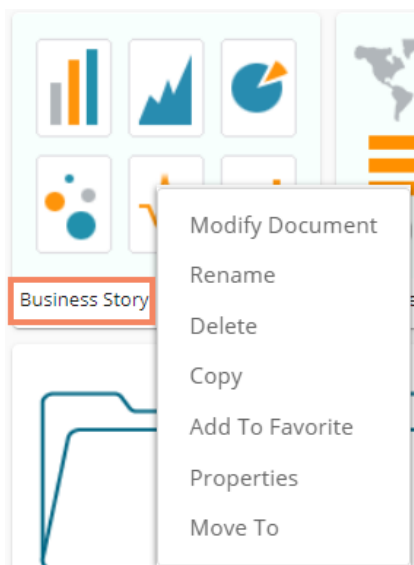 Business Story
Modify Document
Rename
Delete
Copy
Add To Favorite
Properties
Move To